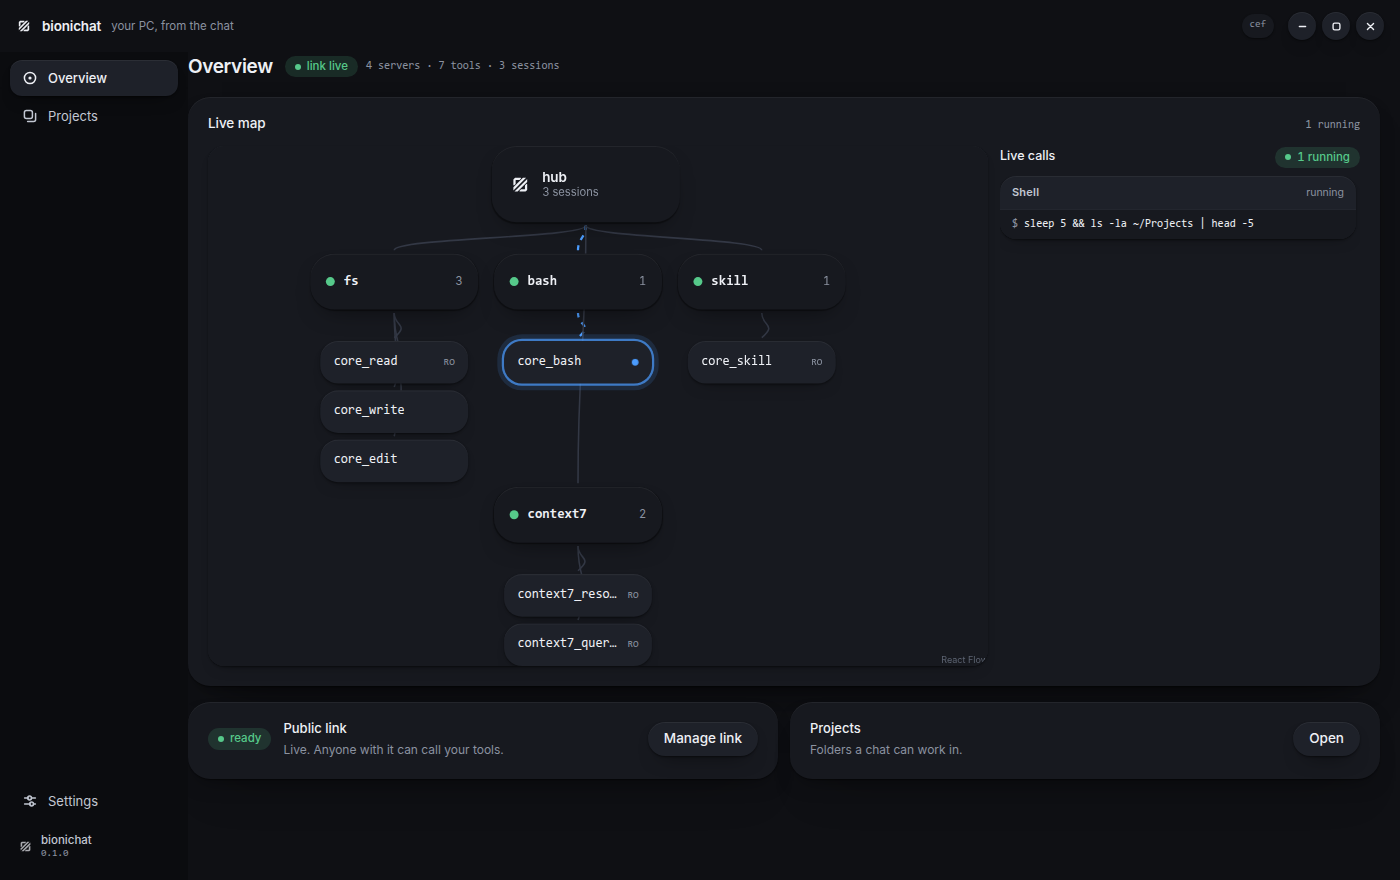 bionichat your PC, from the chat
cef
Overview
Projects
Overview
link live
4 servers · 7 tools · 3 sessions
Live map
1 running
hub
3 sessions
fs 3
bash 1
skill 1
core_read RO
core_bash
core_skill RO
core_write
core_edit
context7 2
context7_reso… RO
context7_quer… RO
React Flow
Live calls
1 running
Shell running
$ sleep 5 && ls -la ~/Projects | head -5
ready
Public link
Live. Anyone with it can call your tools.
Manage link
Projects
Folders a chat can work in.
Open
Settings
bionichat
0.1.0